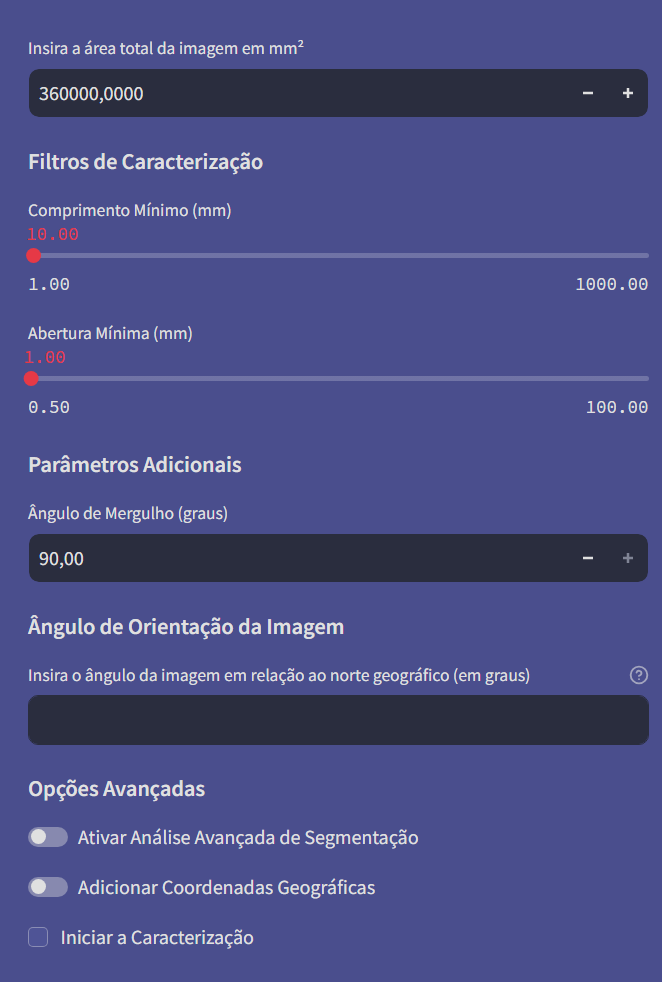 Insira a área total da imagem em mm²
360000,0000
Filtros de Caracterização
Comprimento Mínimo (mm)
10.00
1.00 1000.00
Abertura Mínima (mm)
1.00
0.50 100.00
Parâmetros Adicionais
Ângulo de Mergulho (graus)
90,00
Ângulo de Orientação da Imagem
Insira o ângulo da imagem em relação ao norte geográfico (em graus)
Opções Avançadas
Ativar Análise Avançada de Segmentação
Adicionar Coordenadas Geográficas
Iniciar a Caracterização